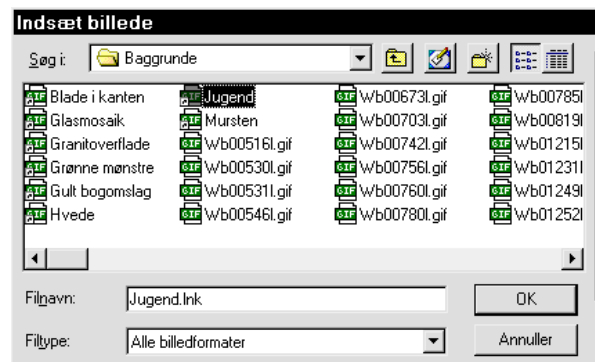 Indsæt billede
Søg i: Baggrunde
Blade i kanten Jugend Wb00673l.gif Wb00785l
Glasmosaik Mursten Wb00703l.gif Wb00819l
Granitoverflade Wb00516l.gif Wb00742l.gif Wb01215l
Grønne mønstre Wb00530l.gif Wb00756l.gif Wb01231l
Gult bogomslag Wb00531l.gif Wb00760l.gif Wb01249l
Hvede Wb00546l.gif Wb00780l.gif Wb01252l
Filnavn: Jugend.lnk OK
Filtype: Alle billedformater Annuller